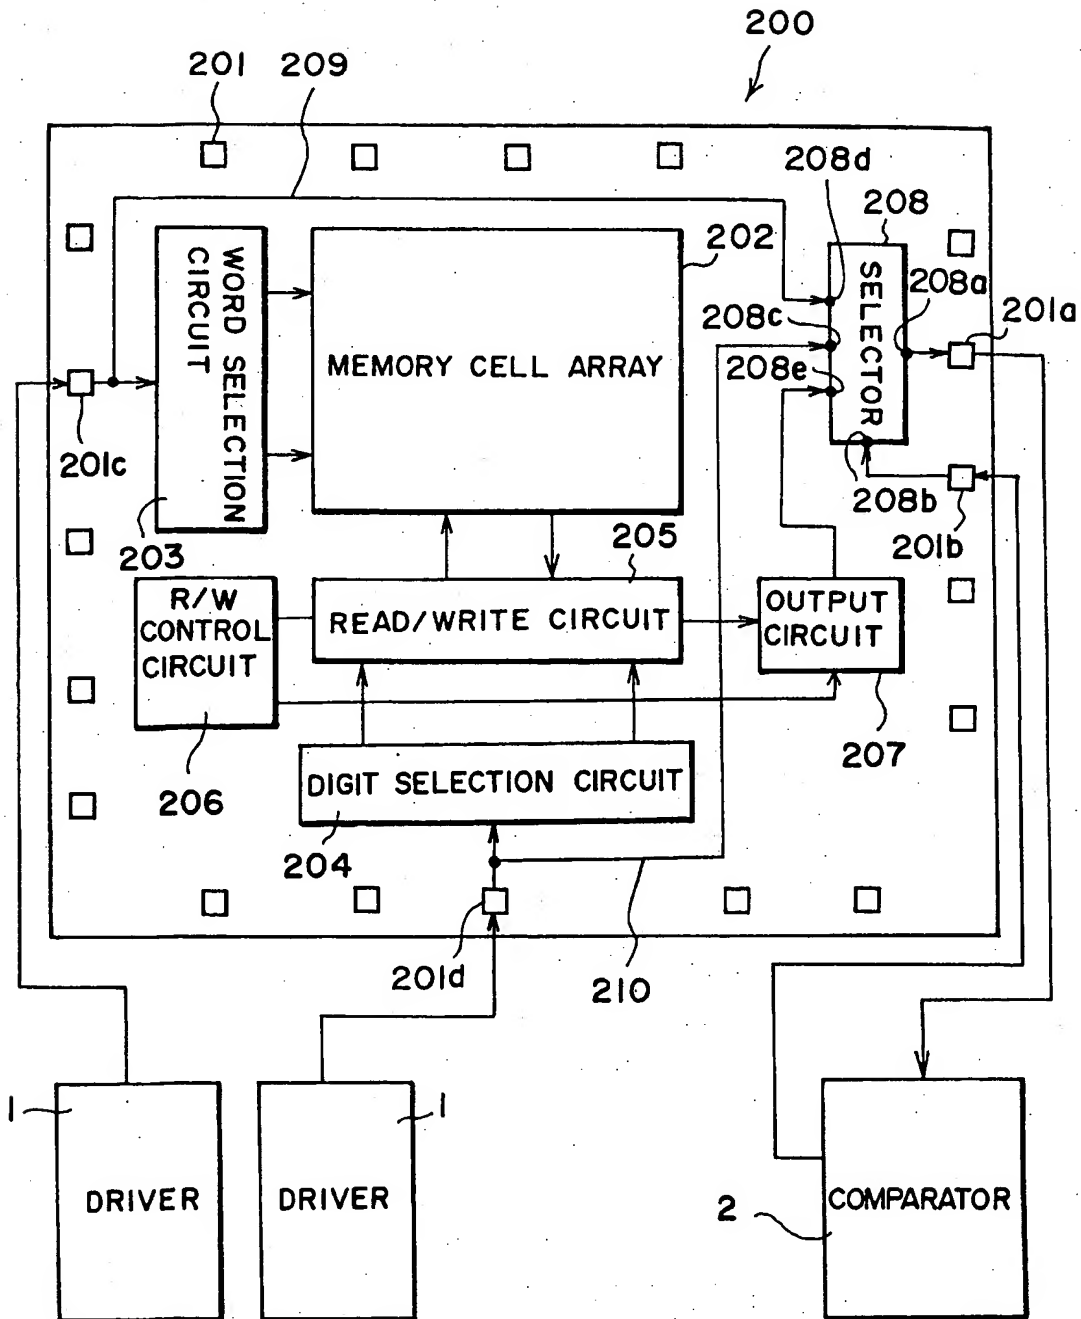 200
201 209
208d
208
202
WORD SELECTION
CIRCUIT
SELECTOR
208a
201a
208c
MEMORY CELL ARRAY
208e
201c
208b
201b
203
205
R/W
CONTROL
CIRCUIT
READ/WRITE CIRCUIT
OUTPUT
CIRCUIT
207
206
DIGIT SELECTION CIRCUIT
204
201d
210
1
1
DRIVER
DRIVER
2
COMPARATOR